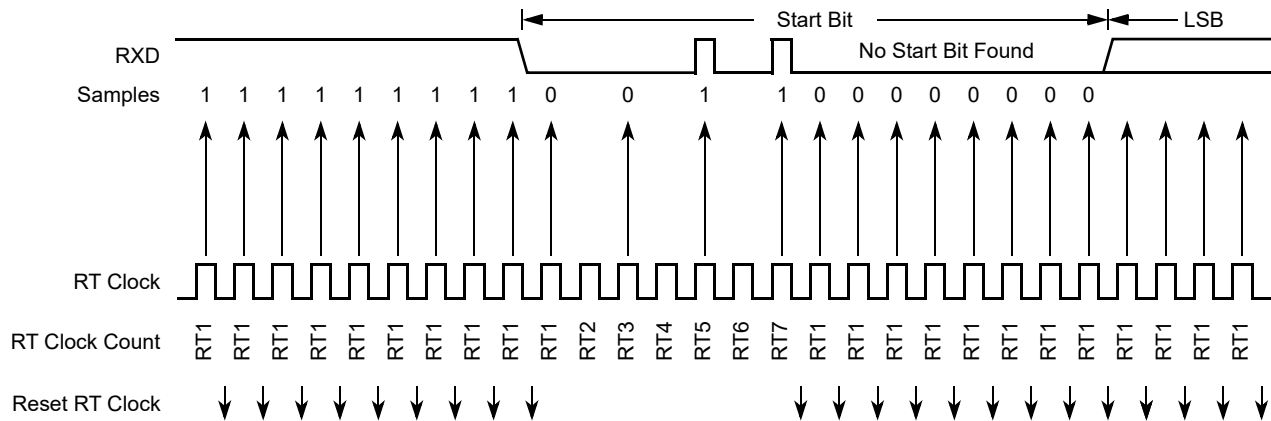 Start Bit LSB
RXD No Start Bit Found
Samples 1 1 1 1 1 1 1 1 1 0 0 1 1 0 0 0 0 0 0 0 0
RT Clock
RT Clock Count RT1 RT1 RT1 RT1 RT1 RT1 RT1 RT1 RT1 RT1 RT2 RT3 RT4 RT5 RT6 RT7 RT1 RT1 RT1 RT1 RT1 RT1 RT1 RT1 RT1 RT1 RT1 RT1
Reset RT Clock